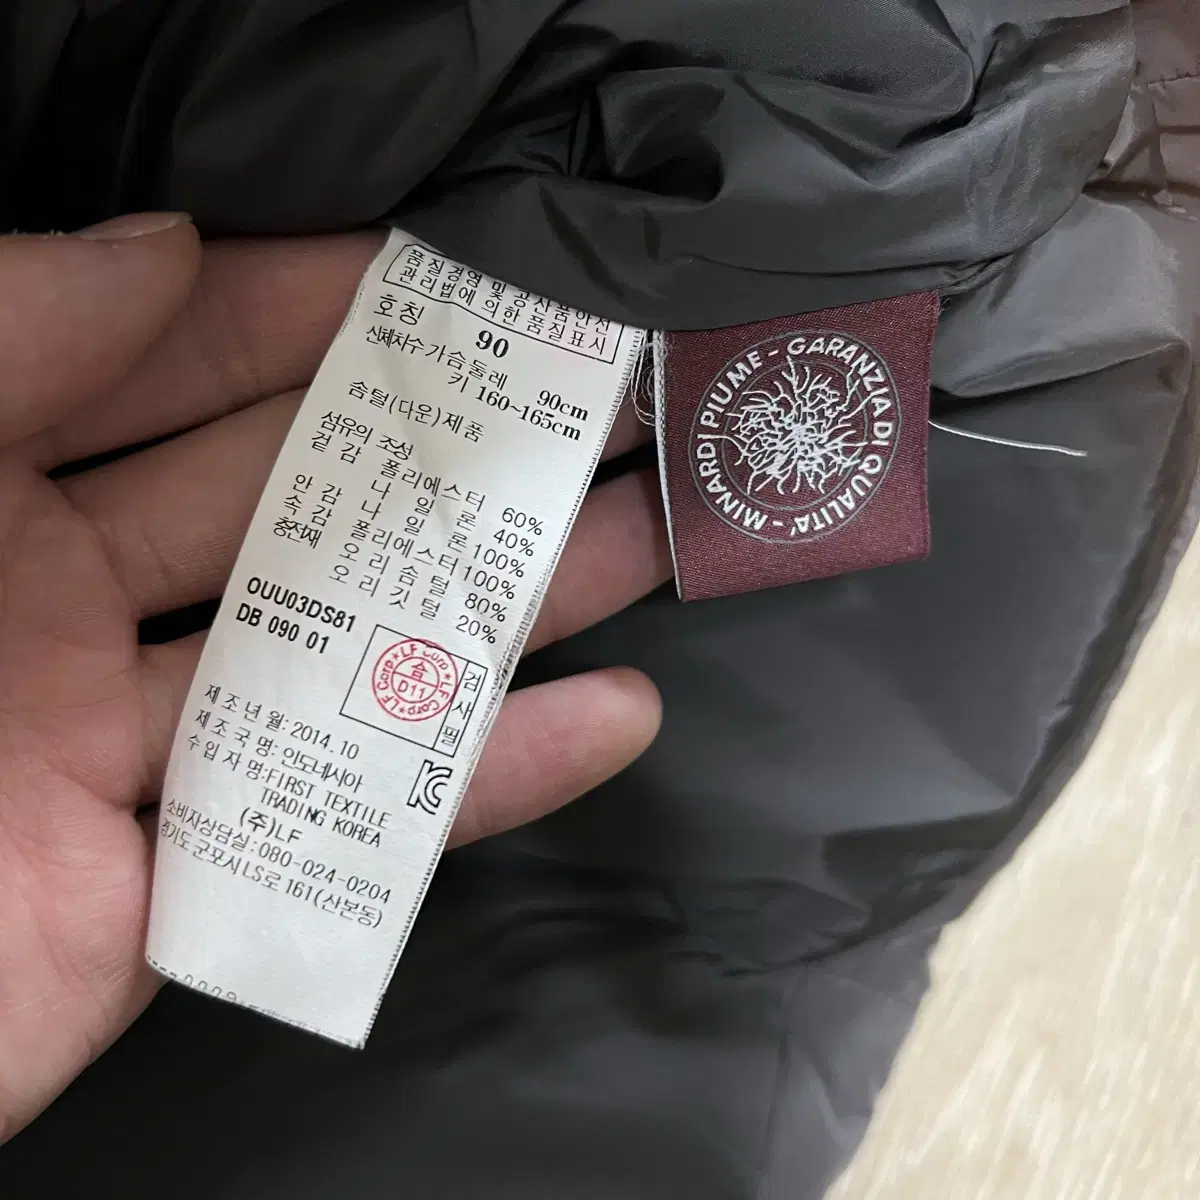 품질경영 및 공산품안전
관리법에 의한 품질표시
호칭 90
신체치수 가슴둘레 90cm
키 160~165cm
솜털(다운)제품
섬유의 조성
겉감 폴리에스터 60%
나일론 40%
안감 나일론 100%
속감 폴리에스터 100%
충전재 오리솜털 80%
오리깃털 20%
OUU03DS81
DB 090 01
검사필
LF Corp★LF Corp★LF Corp★
合
D11
제조년월: 2014.10
제조국명: 인도네시아
수입자명:FIRST TEXTILE
TRADING KOREA
(주)LF
소비자상담실:080-024-0204
경기도 군포시 LS로 161(산본동)
MINARDI PIUME - GARANZIA DI QUALITA' -